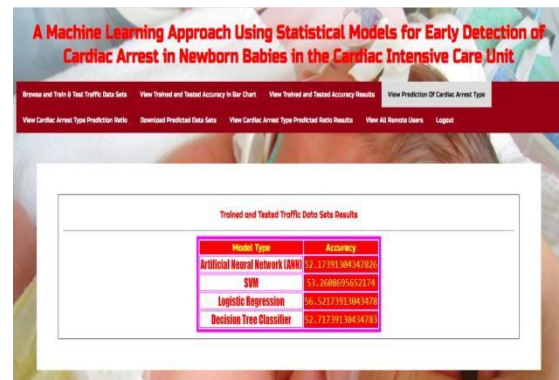 A Machine Learning Approach Using Statistical Models for Early Detection of
Cardiac Arrest in Newborn Babies in the Cardiac Intensive Care Unit
Browse and Train & Test Traffic Data Sets View Trained and Tested Accuracy in Bar Chart View Trained and Tested Accuracy Results View Prediction Of Cardiac Arrest Type
View Cardiac Arrest Type Prediction Ratio Download Predicted Data Sets View Cardiac Arrest Type Predicted Ratio Results View All Remote Users Logout
Trained and Tested Traffic Data Sets Results
Model Type Accuracy
Artificial Neural Network (ANN) 52.17391304347826
SVM 53.2608695652174
Logistic Regression 56.52173913043478
Decision Tree Classifier 52.71739130434783